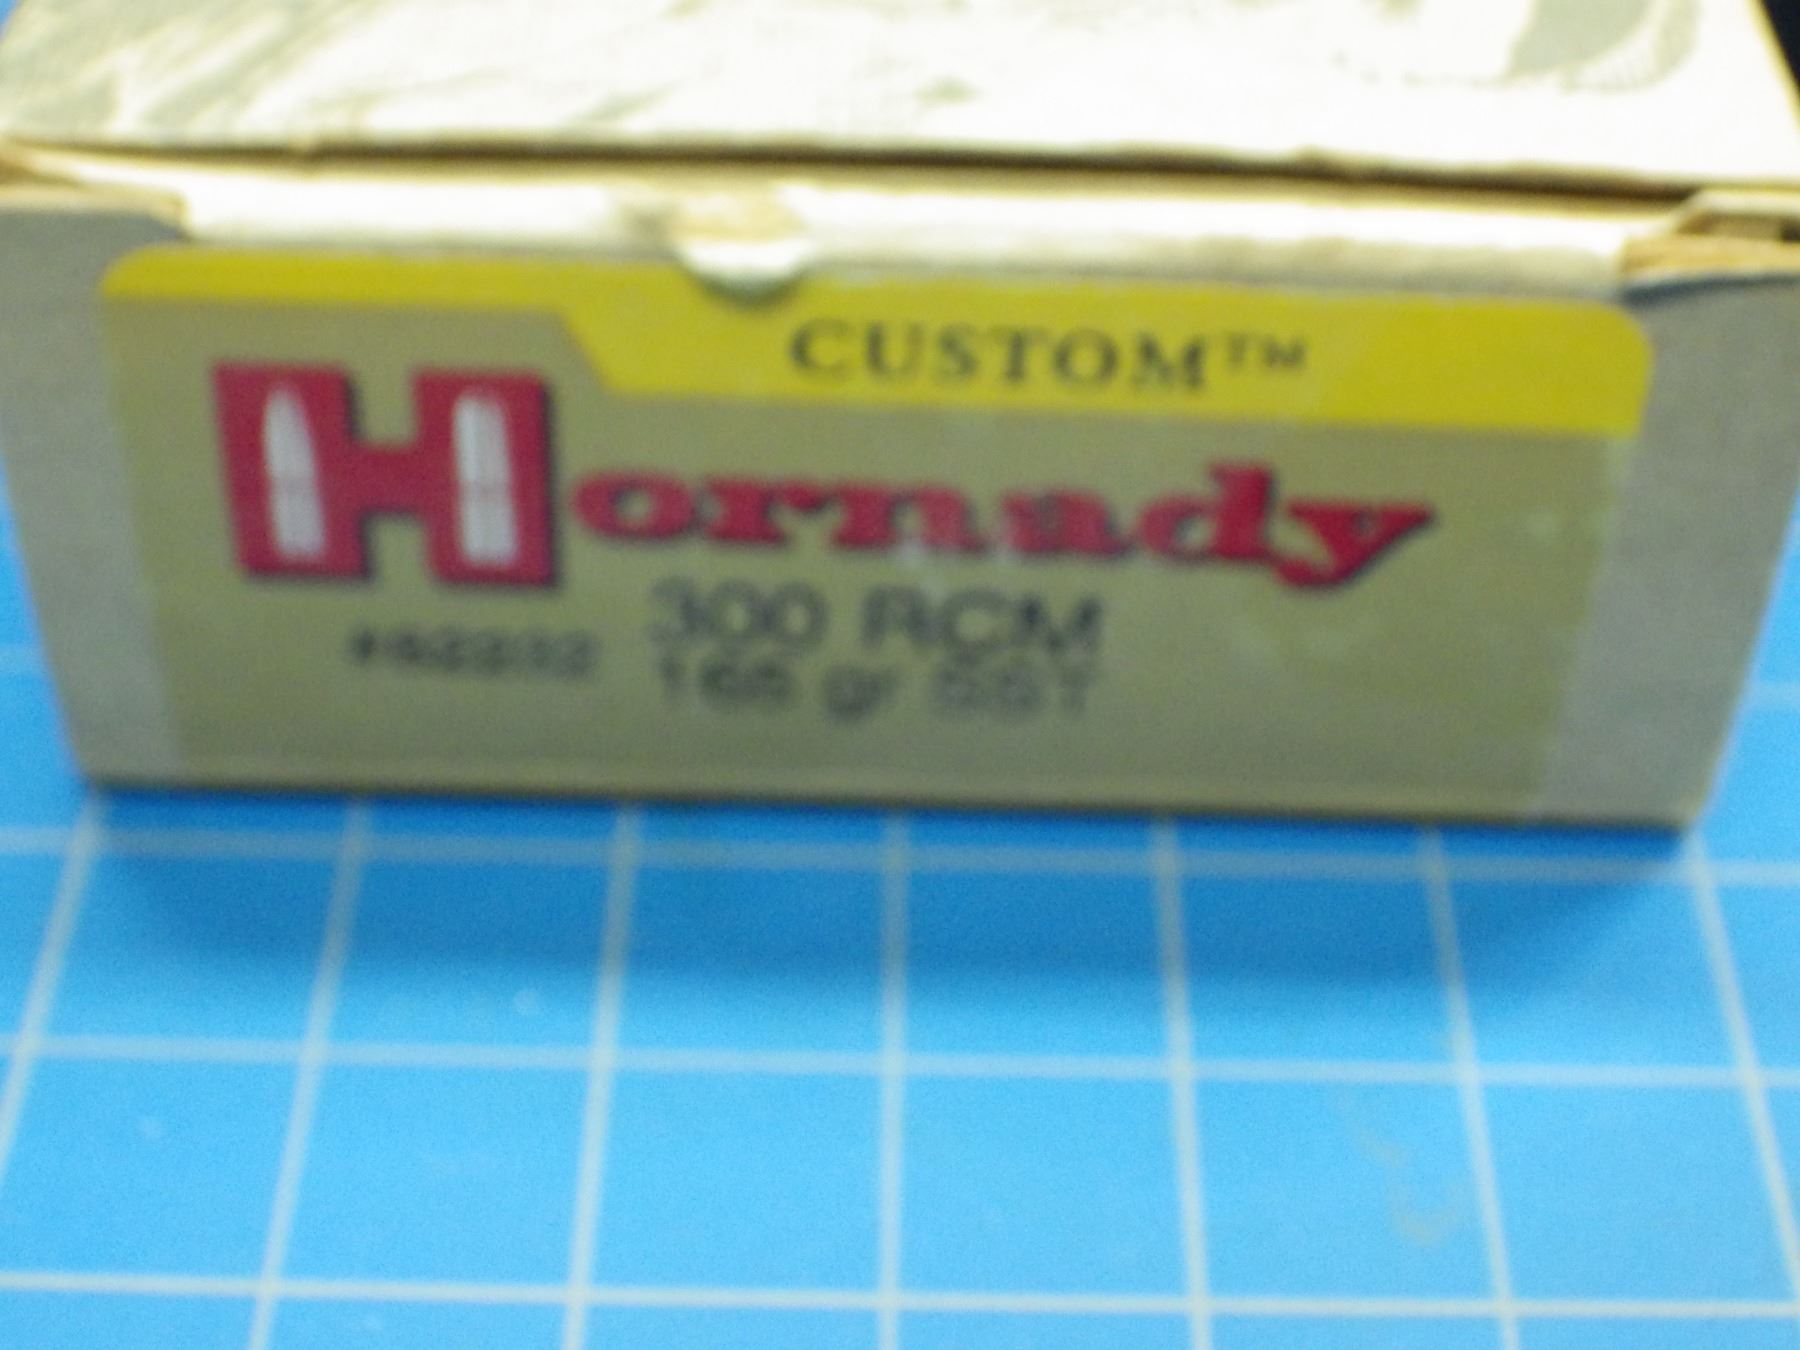 CUSTOM™
Hornady
300 RCM
165 gr SST